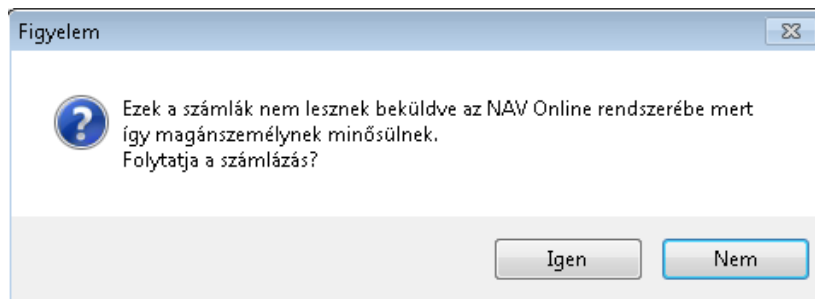 Figyelem
Ezek a számlák nem lesznek beküldve az NAV Online rendszerébe mert
így magánszemélynek minősülnek.
Folytatja a számlázás?
Igen
Nem